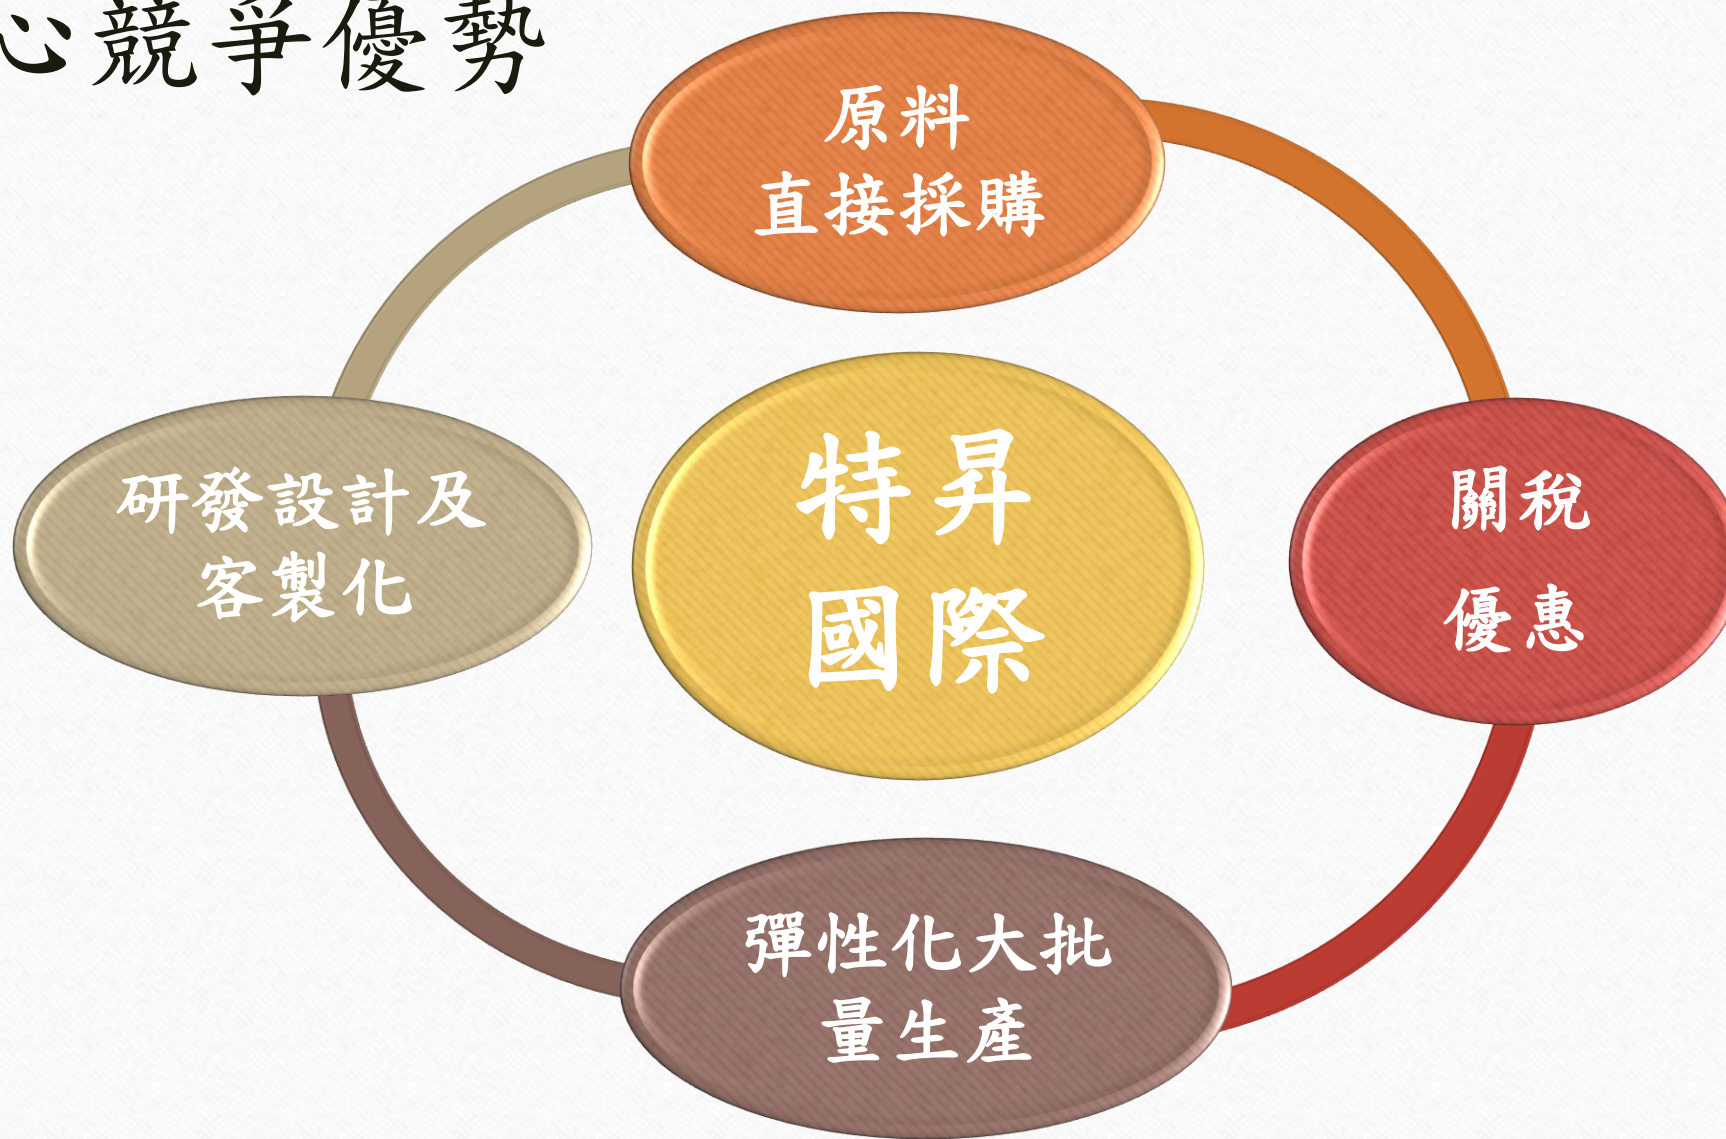 心競爭優勢
原料
直接採購
特昇
國際
研發設計及
客製化
關稅
優惠
彈性化大批
量生產